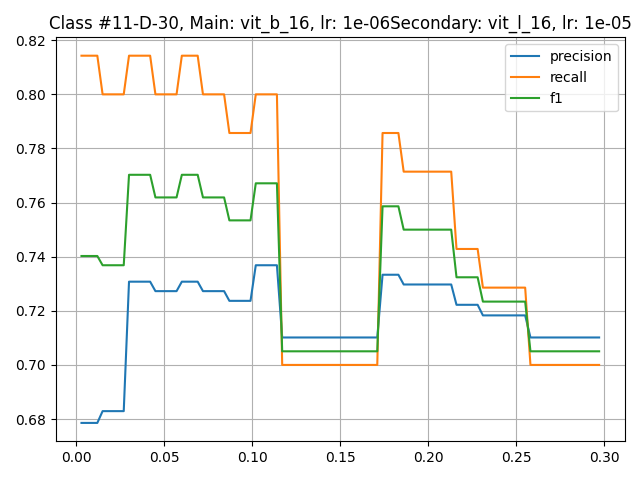 Class #11-D-30, Main: vit_b_16, lr: 1e-06Secondary: vit_l_16, lr: 1e-05
0.82
0.80
0.78
0.76
0.74
0.72
0.70
0.68
precision
recall
f1
0.00 0.05 0.10 0.15 0.20 0.25 0.30